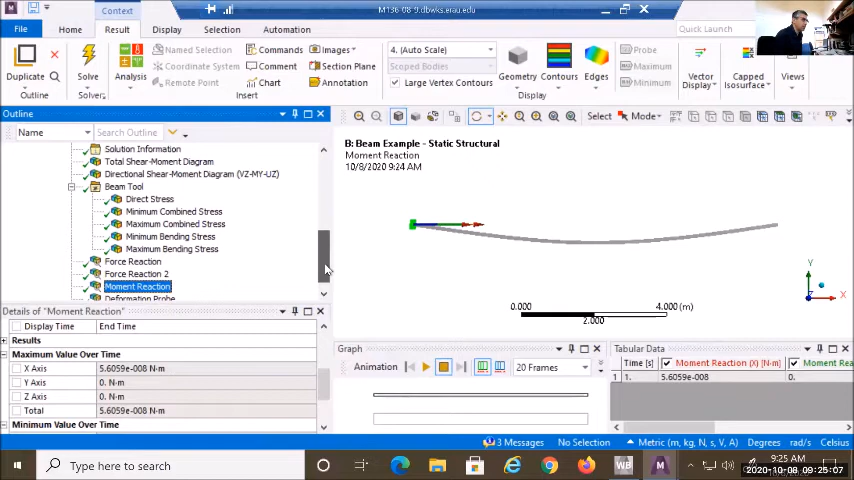 Context
M136-08-9.dbwks.erau.edu
File
Home
Result
Display
Selection
Automation
Quick Launch
Duplicate
Outline
Solve
Solver
Analysis
Named Selection
Coordinate System
Remote Point
Insert
Commands
Comment
Chart
Images
Section Plane
Annotation
4. (Auto Scale)
Scoped Bodies
Large Vertex Contours
Geometry
Contours
Edges
Display
Probe
Maximum
Minimum
Vector
Display
Capped
Isosurface
Views
Outline
Name
Search Outline
Select
Mode
Solution Information
Total Shear-Moment Diagram
Directional Shear-Moment Diagram (VZ-MY-UZ)
Beam Tool
Direct Stress
Minimum Combined Stress
Maximum Combined Stress
Minimum Bending Stress
Maximum Bending Stress
Force Reaction
Force Reaction 2
Moment Reaction
Deformation Probe
B: Beam Example - Static Structural
Moment Reaction
10/8/2020 9:24 AM
0.000
4.000 (m)
2.000
Y
X
Details of "Moment Reaction"
Display Time End Time
Results
Maximum Value Over Time
X Axis 5.6059e-008 N·m
Y Axis 0. N·m
Z Axis 0. N·m
Total 5.6059e-008 N·m
Minimum Value Over Time
Graph
Animation
20 Frames
Tabular Data
Time [s]
Moment Reaction (X) [N·m]
Moment Rea
1 1. 5.6059e-008 0.
3 Messages
No Selection
Metric (m, kg, N, s, V, A)
Degrees
rad/s
Celsius
Type here to search
WB
M
9:25 AM
2020-10-08 09:25:07